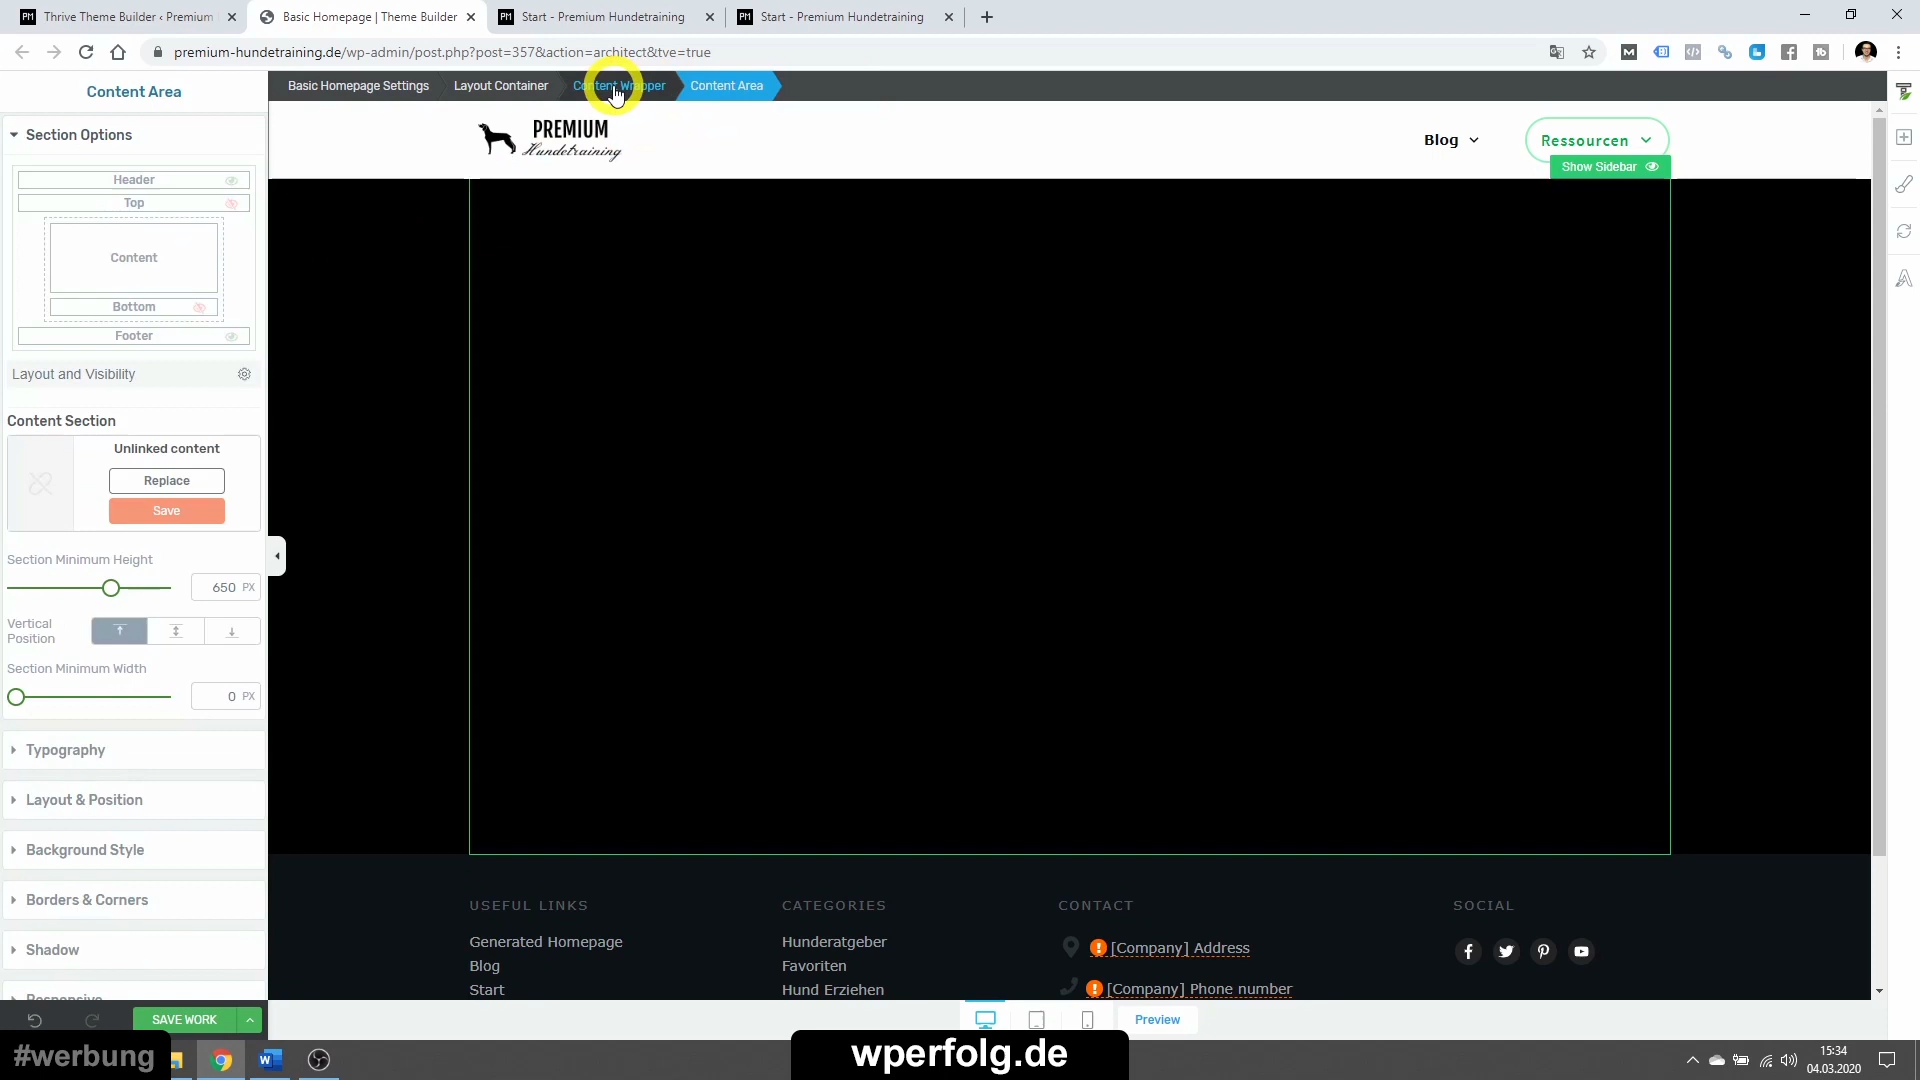 Thrive Theme Builder ‹ Premium
Basic Homepage | Theme Builder
Start - Premium Hundetraining
Start - Premium Hundetraining
premium-hundetraining.de/wp-admin/post.php?post=357&action=architect&tve=true
Content Area
Basic Homepage Settings
Layout Container
Content Wrapper
Content Area
Section Options
Header
Top
Content
Bottom
Footer
Layout and Visibility
Content Section
Unlinked content
Replace
Save
Section Minimum Height
650 PX
Vertical
Position
Section Minimum Width
0 PX
Typography
Layout & Position
Background Style
Borders & Corners
Shadow
Responsive
SAVE WORK
PREMIUM
Hundetraining
Blog
Ressourcen
Show Sidebar
USEFUL LINKS
Generated Homepage
Blog
Start
CATEGORIES
Hunderatgeber
Favoriten
Hund Erziehen
CONTACT
[Company] Address
[Company] Phone number
SOCIAL
Preview
#werbung
wperfolg.de
15:34
04.03.2020